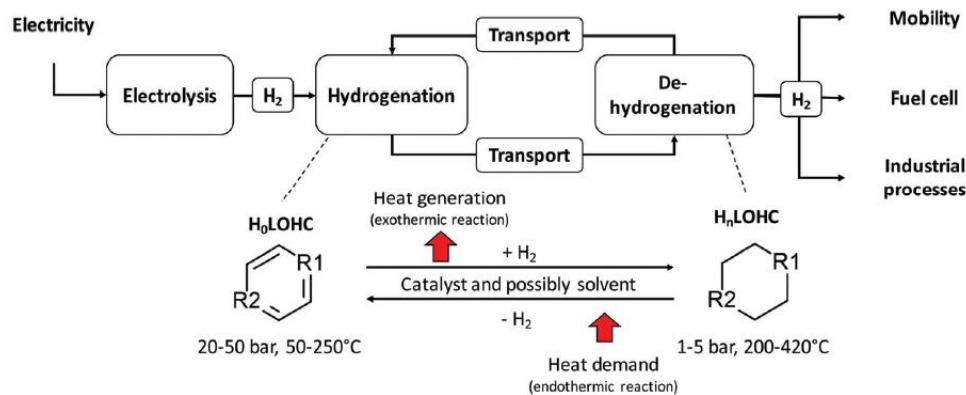 Electricity
Electrolysis
H₂
Hydrogenation
Transport
Transport
De-
hydrogenation
H₂
Mobility
Fuel cell
Industrial
processes
H₀LOHC
R1
R2
20-50 bar, 50-250°C
Heat generation
(exothermic reaction)
+ H₂
Catalyst and possibly solvent
- H₂
Heat demand
(endothermic reaction)
HₙLOHC
R1
R2
1-5 bar, 200-420°C